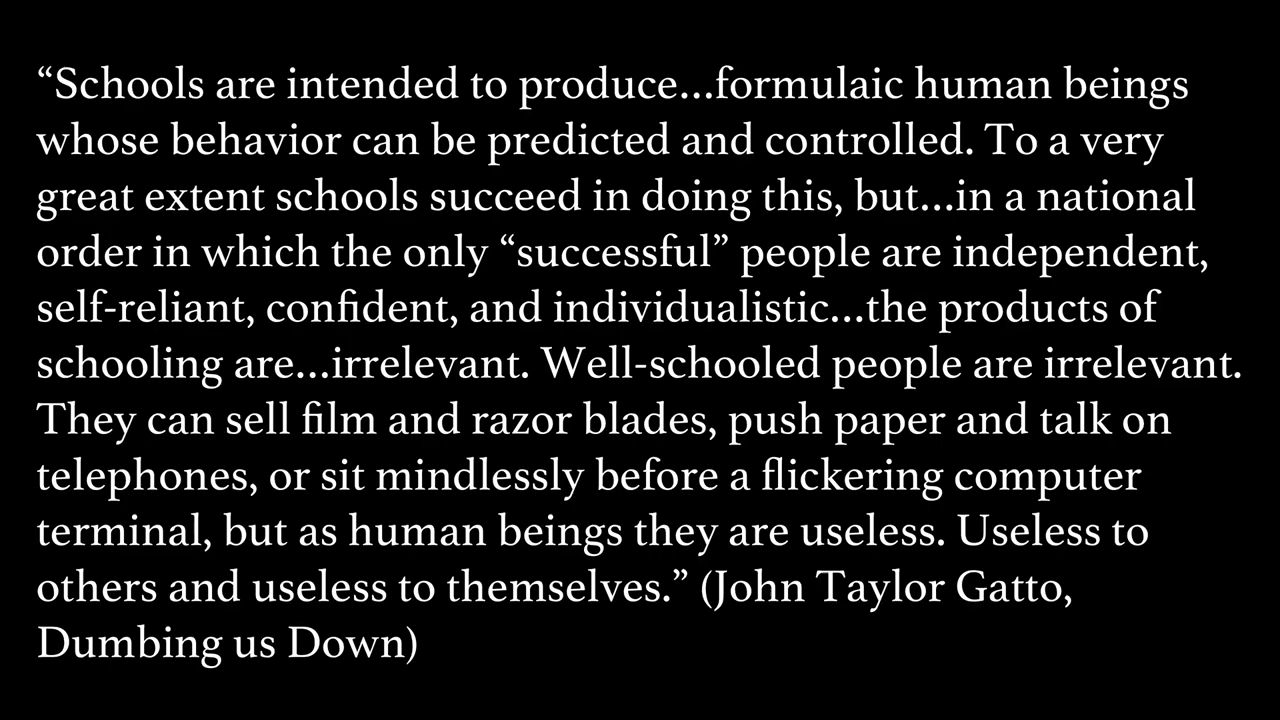 “Schools are intended to produce...formulaic human beings
whose behavior can be predicted and controlled. To a very
great extent schools succeed in doing this, but...in a national
order in which the only “successful” people are independent,
self-reliant, confident, and individualistic...the products of
schooling are...irrelevant. Well-schooled people are irrelevant.
They can sell film and razor blades, push paper and talk on
telephones, or sit mindlessly before a flickering computer
terminal, but as human beings they are useless. Useless to
others and useless to themselves.” (John Taylor Gatto,
Dumbing us Down)